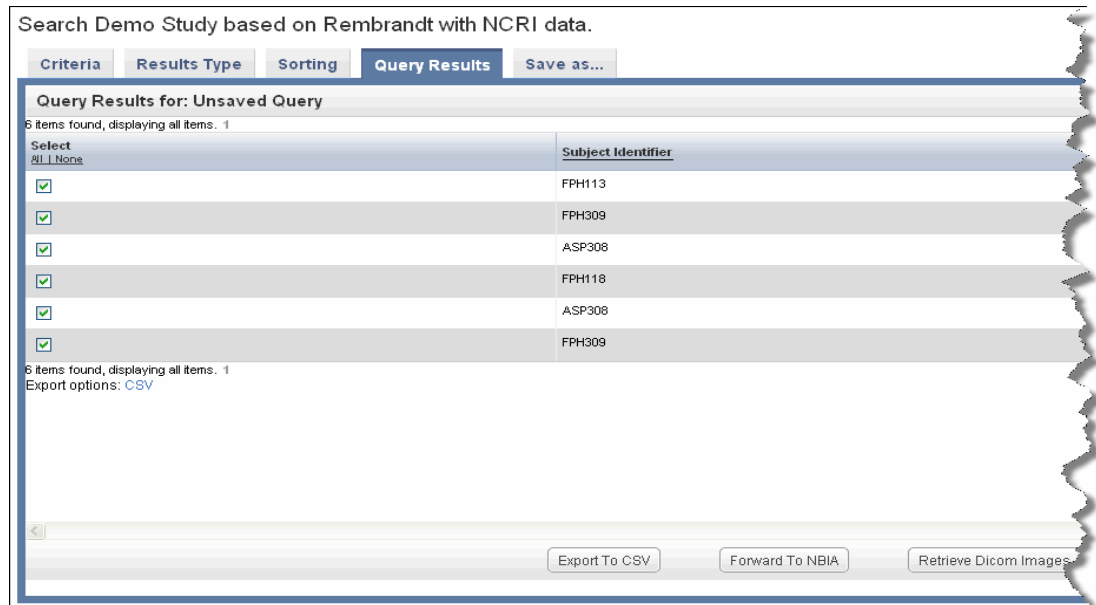 Search Demo Study based on Rembrandt with NCRI data.
Criteria Results Type Sorting Query Results Save as...
Query Results for: Unsaved Query
6 items found, displaying all items. 1
Select
All | None
Subject Identifier
FPH113
FPH309
ASP308
FPH118
ASP308
FPH309
6 items found, displaying all items. 1
Export options: CSV
Export To CSV Forward To NBIA Retrieve Dicom Images